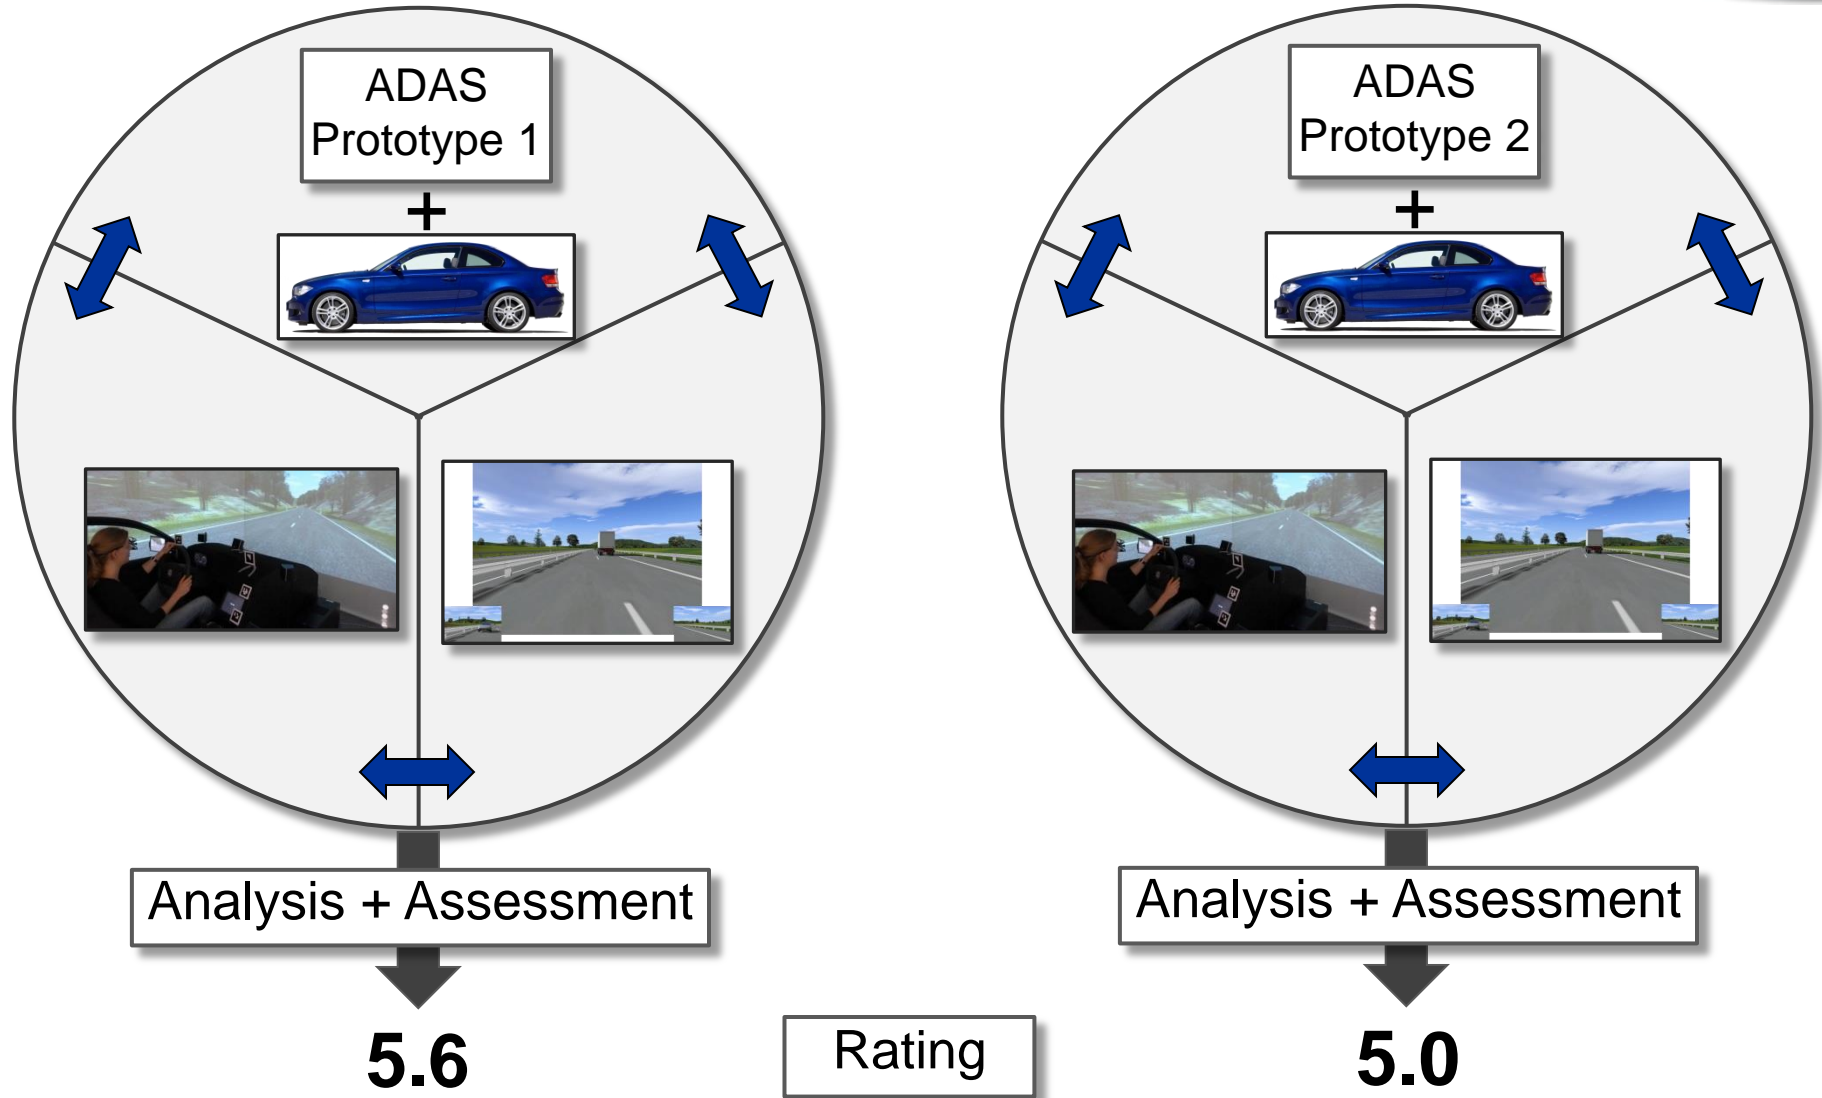 ADAS
Prototype 1
+
ADAS
Prototype 2
+
Analysis + Assessment
Analysis + Assessment
5.6
Rating
5.0